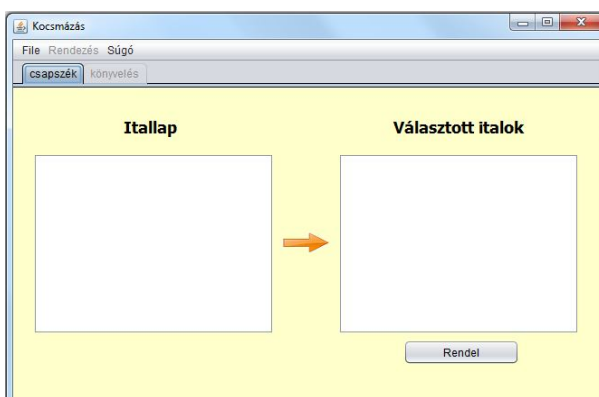 Kocsmázás
File Rendezés Súgó
csapszék könyvelés
Itallap Választott italok
Rendel